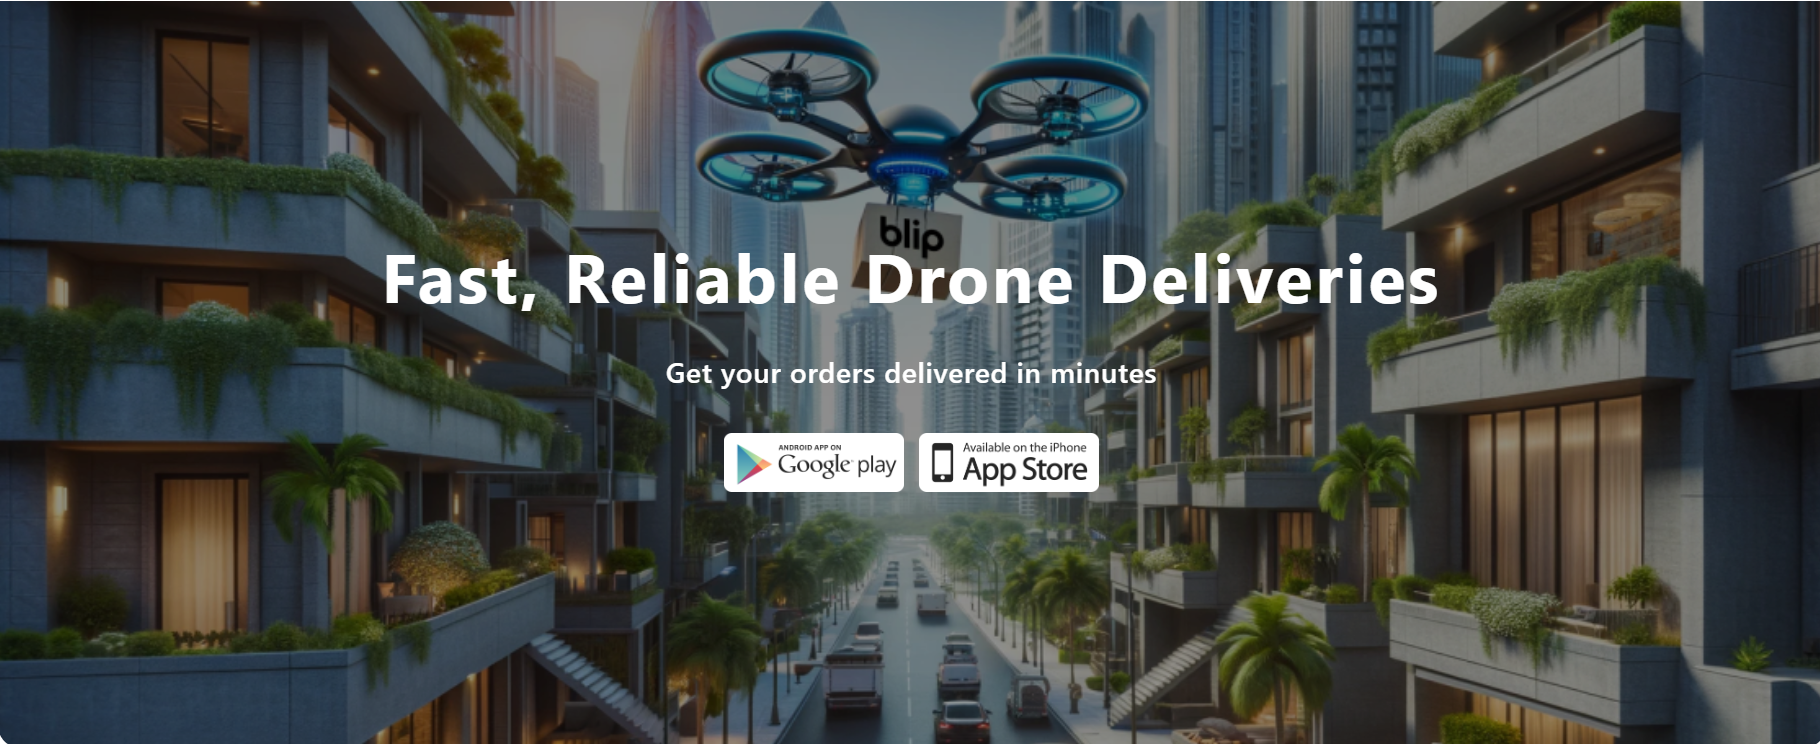 blip
Fast, Reliable Drone Deliveries
Get your orders delivered in minutes
ANDROID APP ON
Google play
Available on the iPhone
App Store